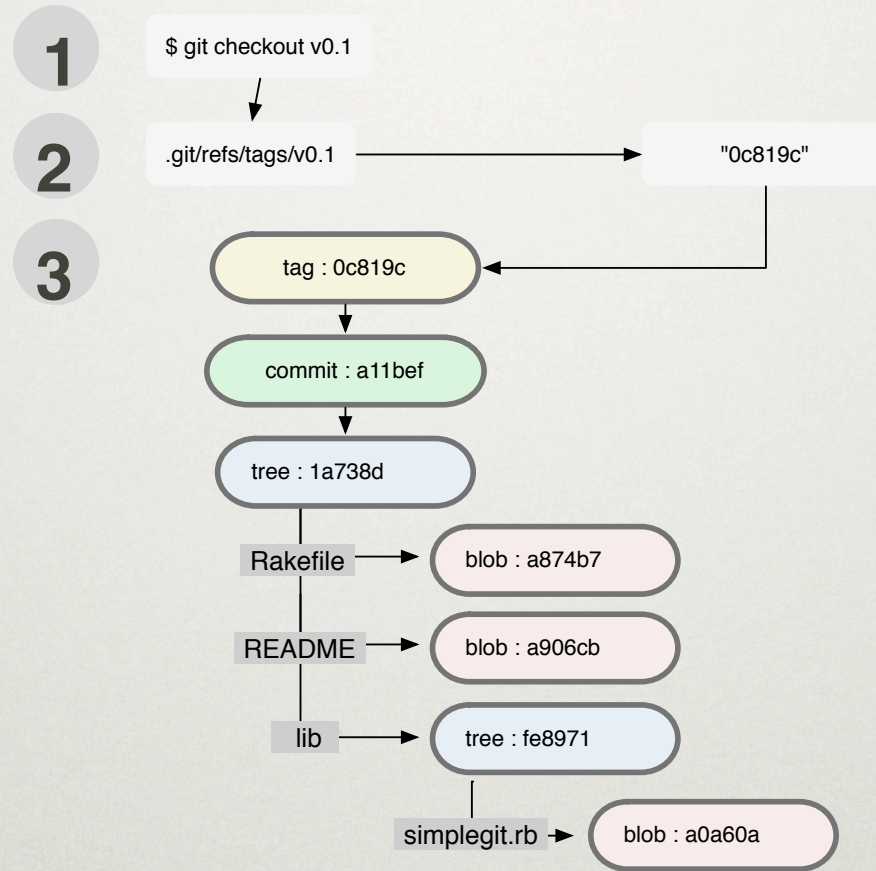 1
$ git checkout v0.1
2
.git/refs/tags/v0.1
"0c819c"
3
tag : 0c819c
commit : a11bef
tree : 1a738d
Rakefile
blob : a874b7
README
blob : a906cb
lib
tree : fe8971
simplegit.rb
blob : a0a60a